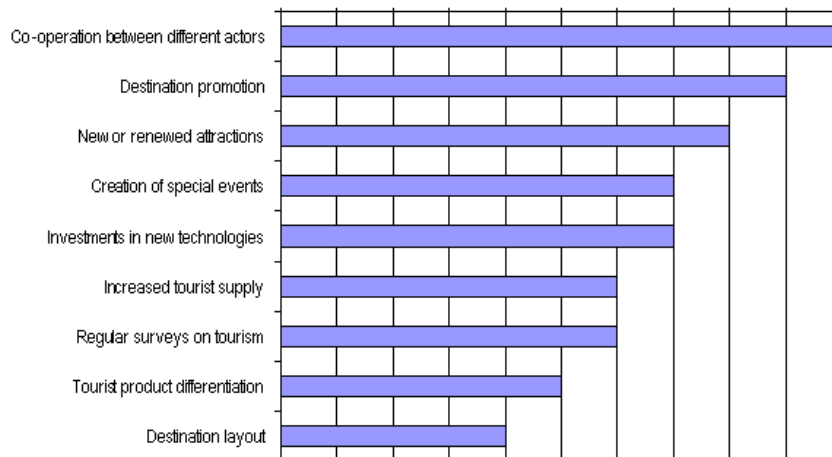 Co-operation between different actors
Destination promotion
New or renewed attractions
Creation of special events
Investments in new technologies
Increased tourist supply
Regular surveys on tourism
Tourist product differentiation
Destination layout